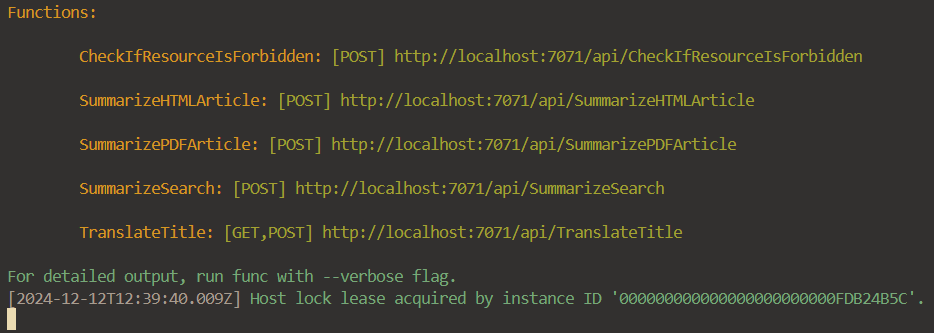 Functions:
CheckIfResourceIsForbidden: [POST] http://localhost:7071/api/CheckIfResourceIsForbidden
SummarizeHTMLArticle: [POST] http://localhost:7071/api/SummarizeHTMLArticle
SummarizePDFArticle: [POST] http://localhost:7071/api/SummarizePDFArticle
SummarizeSearch: [POST] http://localhost:7071/api/SummarizeSearch
TranslateTitle: [GET,POST] http://localhost:7071/api/TranslateTitle
For detailed output, run func with --verbose flag.
[2024-12-12T12:39:40.009Z] Host lock lease acquired by instance ID '000000000000000000000000FDB24B5C'.